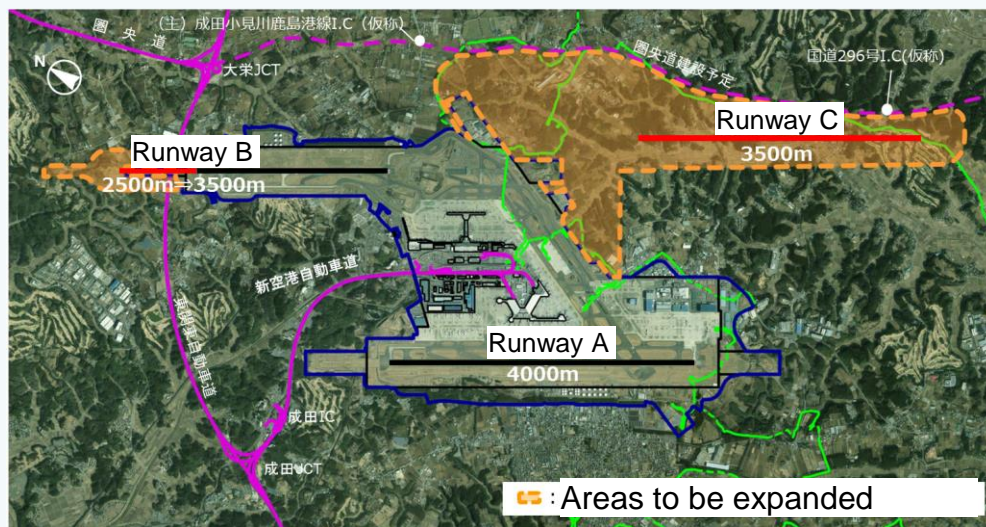 (主)成田小見川鹿島港線I.C(仮称)
圏央道
大栄JCT
圏央道建設予定
国道296号I.C(仮称)
N
Runway B
2500m⇒3500m
Runway C
3500m
新空港自動車道
東関東自動車道
Runway A
4000m
成田IC
成田JCT
: Areas to be expanded